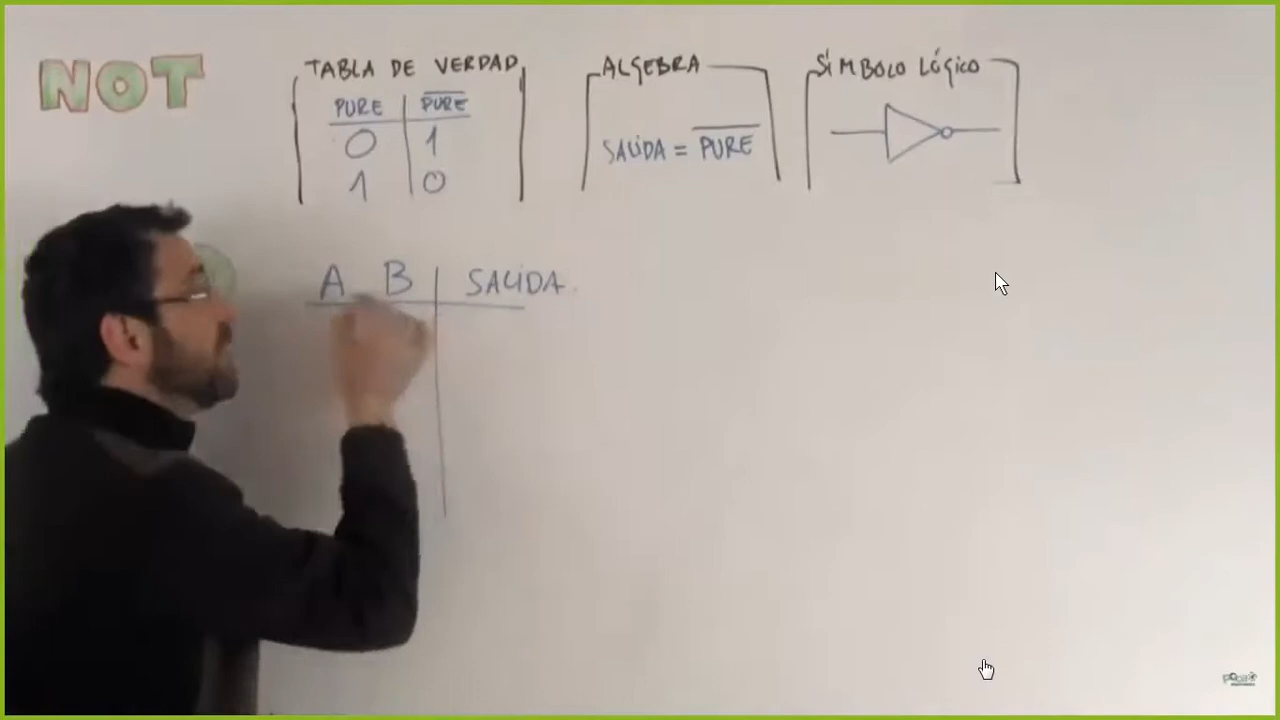 NOT
TABLA DE VERDAD
PURE PURE
0 1
1 0
ALGEBRA
SALIDA = PURE
SÍMBOLO LÓGICO
A B SALIDA